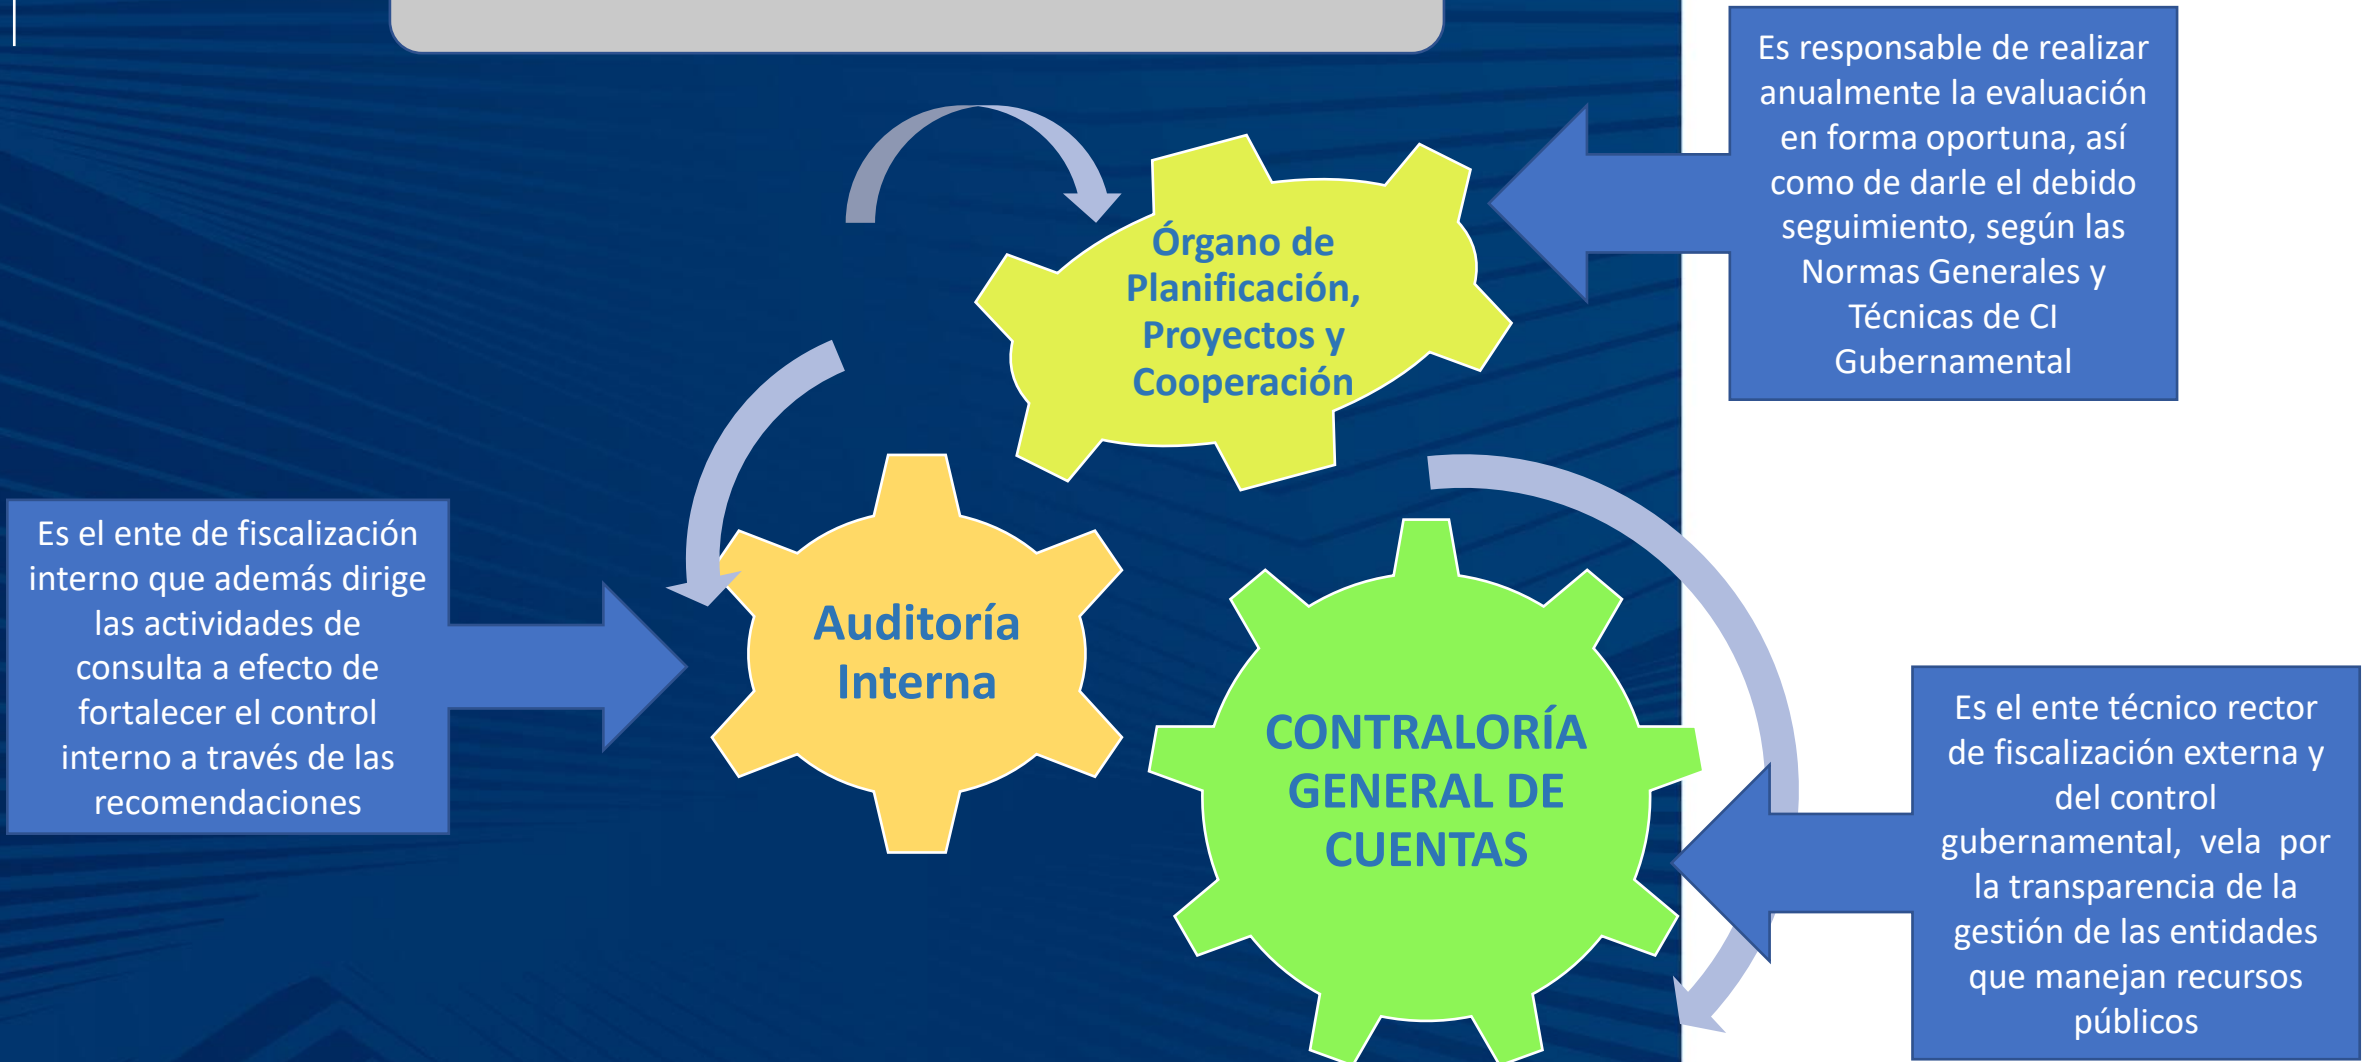 Es responsable de realizar
anualmente la evaluación
en forma oportuna, así
como de darle el debido
seguimiento, según las
Normas Generales y
Técnicas de CI
Gubernamental
Órgano de
Planificación,
Proyectos y
Cooperación
Es el ente de fiscalización
interno que además dirige
las actividades de
consulta a efecto de
fortalecer el control
interno a través de las
recomendaciones
Auditoría
Interna
CONTRALORÍA
GENERAL DE
CUENTAS
Es el ente técnico rector
de fiscalización externa y
del control
gubernamental, vela por
la transparencia de la
gestión de las entidades
que manejan recursos
públicos